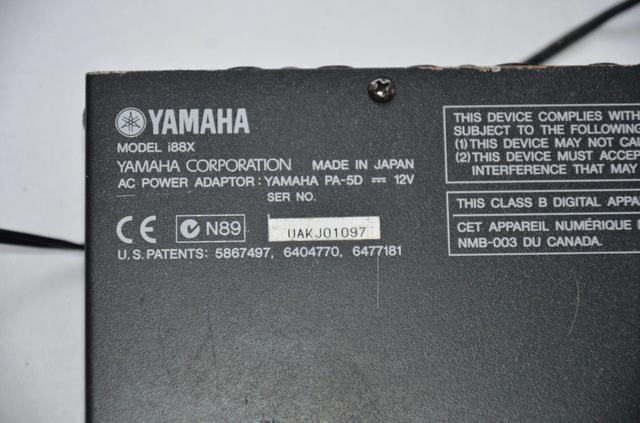 YAMAHA
MODEL i88X
YAMAHA CORPORATION MADE IN JAPAN
AC POWER ADAPTOR : YAMAHA PA-5D 12V
SER NO.
CE N89 UAKJ01097
U.S. PATENTS: 5867497, 6404770, 6477181
THIS DEVICE COMPLIES WITH
SUBJECT TO THE FOLLOWING
(1) THIS DEVICE MAY NOT
(2) THIS DEVICE MUST ACCEPT
INTERFERENCE THAT MAY
THIS CLASS B DIGITAL
CET APPAREIL NUMÉRIQUE
NMB-003 DU CANADA.